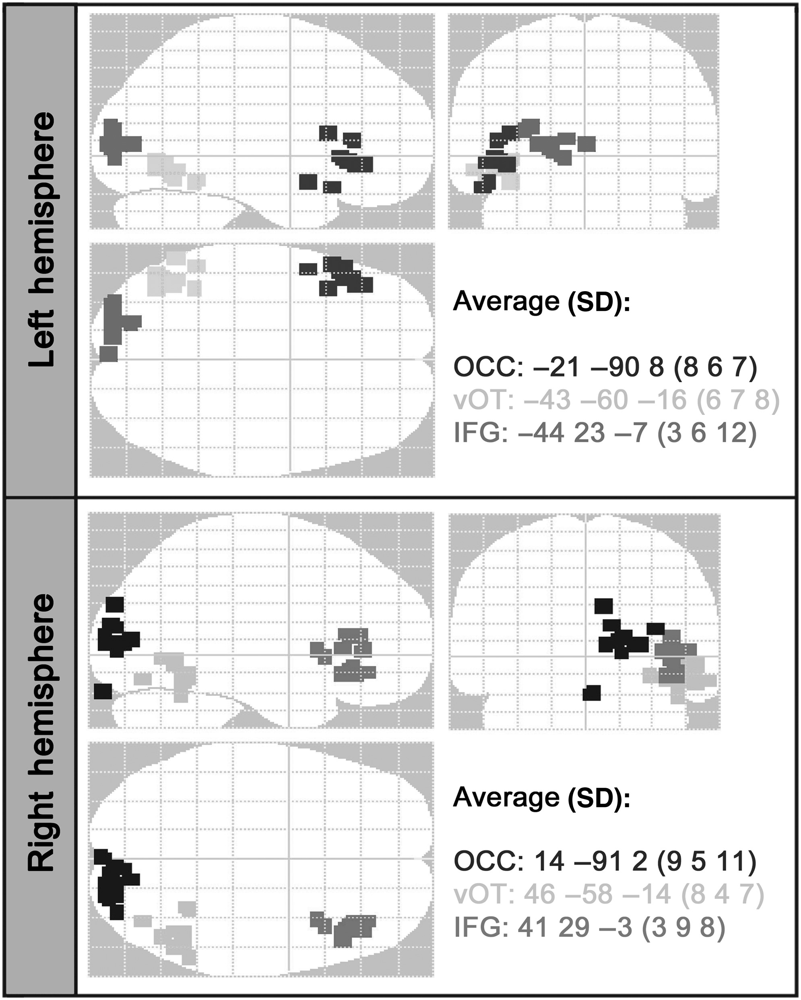 Left hemisphere
Average (SD):
OCC: –21 –90 8 (8 6 7)
vOT: –43 –60 –16 (6 7 8)
IFG: –44 23 –7 (3 6 12)
Right hemisphere
Average (SD):
OCC: 14 –91 2 (9 5 11)
vOT: 46 –58 –14 (8 4 7)
IFG: 41 29 –3 (3 9 8)